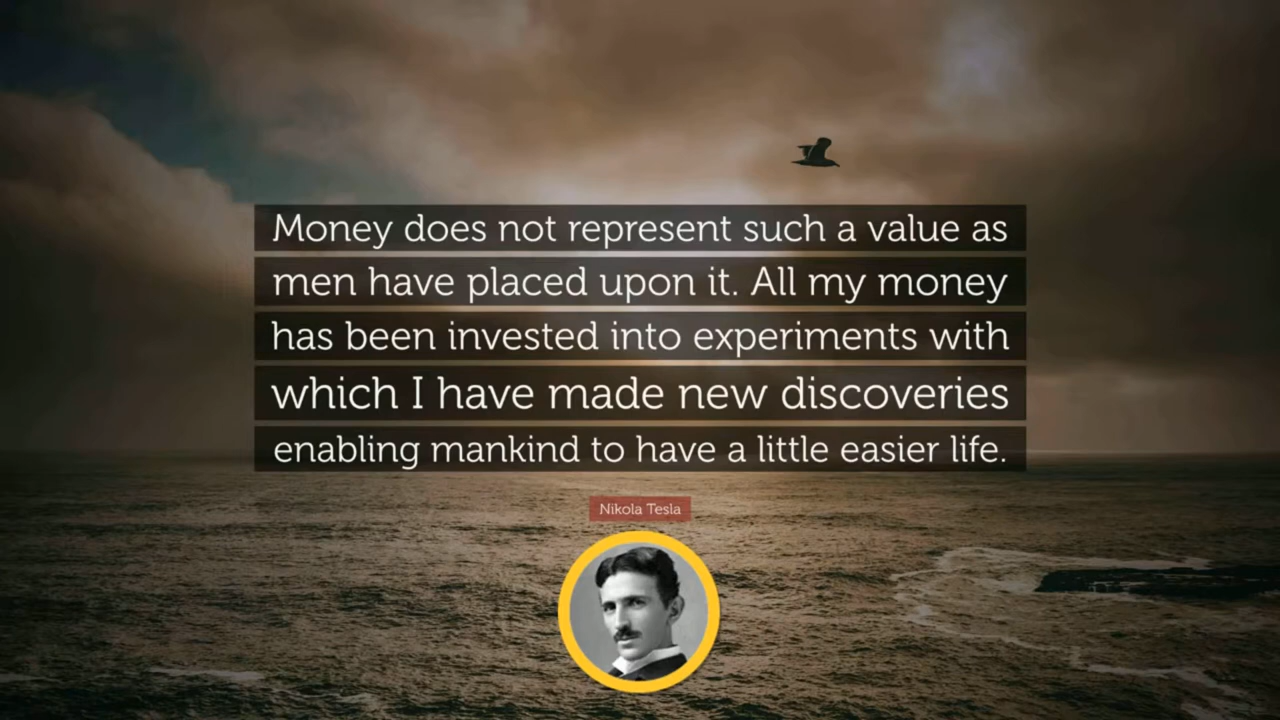 Money does not represent such a value as
men have placed upon it. All my money
has been invested into experiments with
which I have made new discoveries
enabling mankind to have a little easier life.
Nikola Tesla